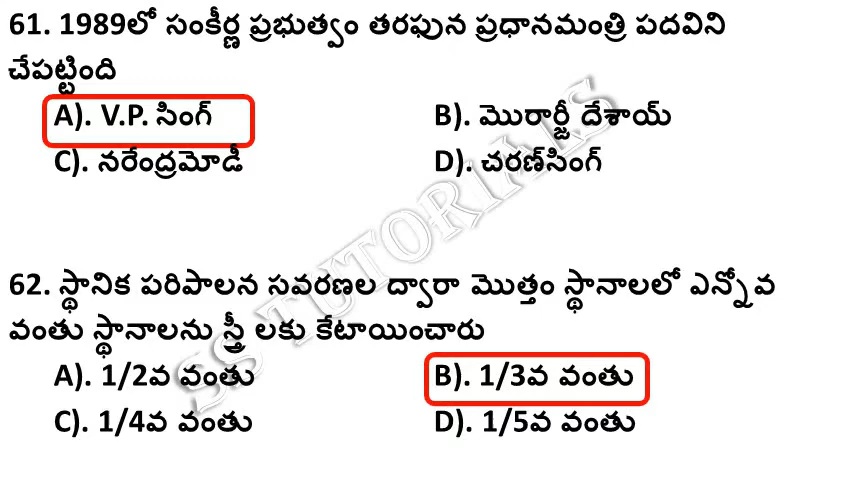 61. 1989లో సంకీర్ణ ప్రభుత్వం తరఫున ప్రధానమంత్రి పదవిని
చేపట్టింది
A). V.P. సింగ్ B). మొరార్జీ దేశాయ్
C). నరేంద్రమోడీ D). చరణ్‌సింగ్
62. స్థానిక పరిపాలన సవరణల ద్వారా మొత్తం స్థానాలలో ఎన్నోవ
వంతు స్థానాలను స్త్రీ లకు కేటాయించారు
A). 1/2వ వంతు B). 1/3వ వంతు
C). 1/4వ వంతు D). 1/5వ వంతు
SS TUTORIALS